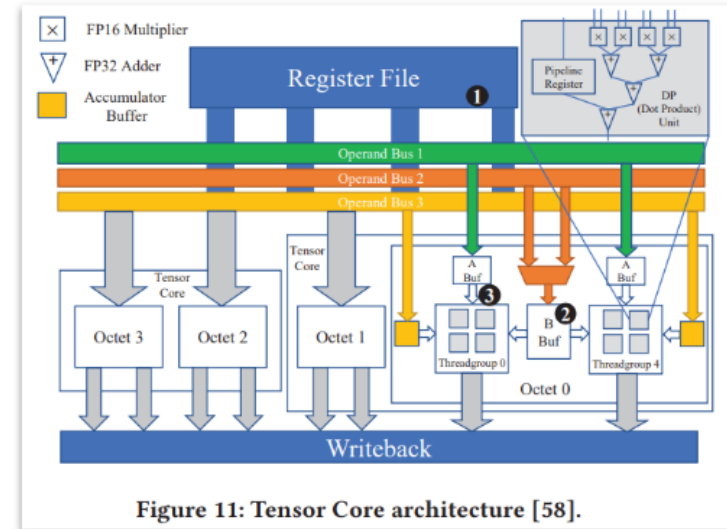 FP16 Multiplier
FP32 Adder
Accumulator
Buffer
Register File
1
Pipeline
Register
DP
(Dot Product)
Unit
Operand Bus 1
Operand Bus 2
Operand Bus 3
Tensor
Core
Octet 3
Octet 2
Tensor
Core
Octet 1
A
Buf
3
Threadgroup 0
2
B
Buf
A
Buf
Threadgroup 4
Octet 0
Writeback
Figure 11: Tensor Core architecture [58].